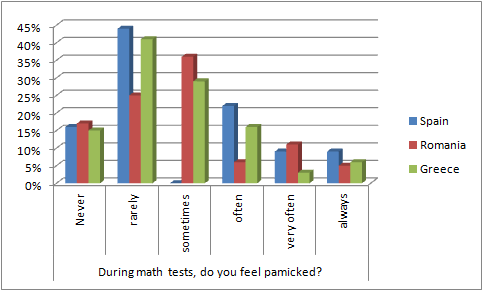 45%
40%
35%
30%
25%
20%
15%
10%
5%
0%
Never
rarely
sometimes
often
very often
always
During math tests, do you feel pamicked?
Spain
Romania
Greece